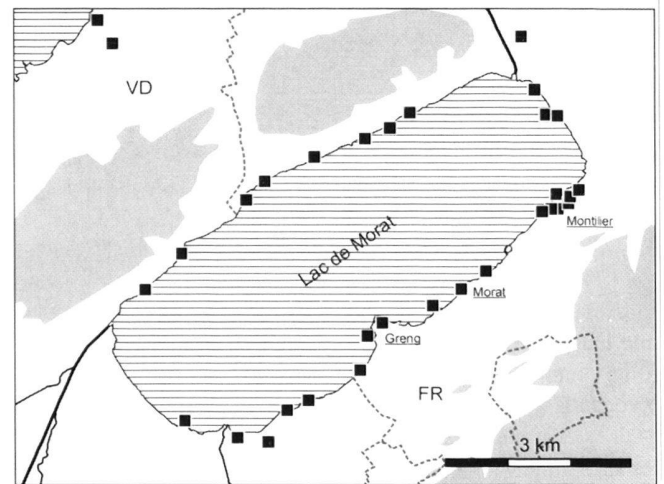 VD
Lac de Morat
Montilier
Morat
Greng
FR
3 km